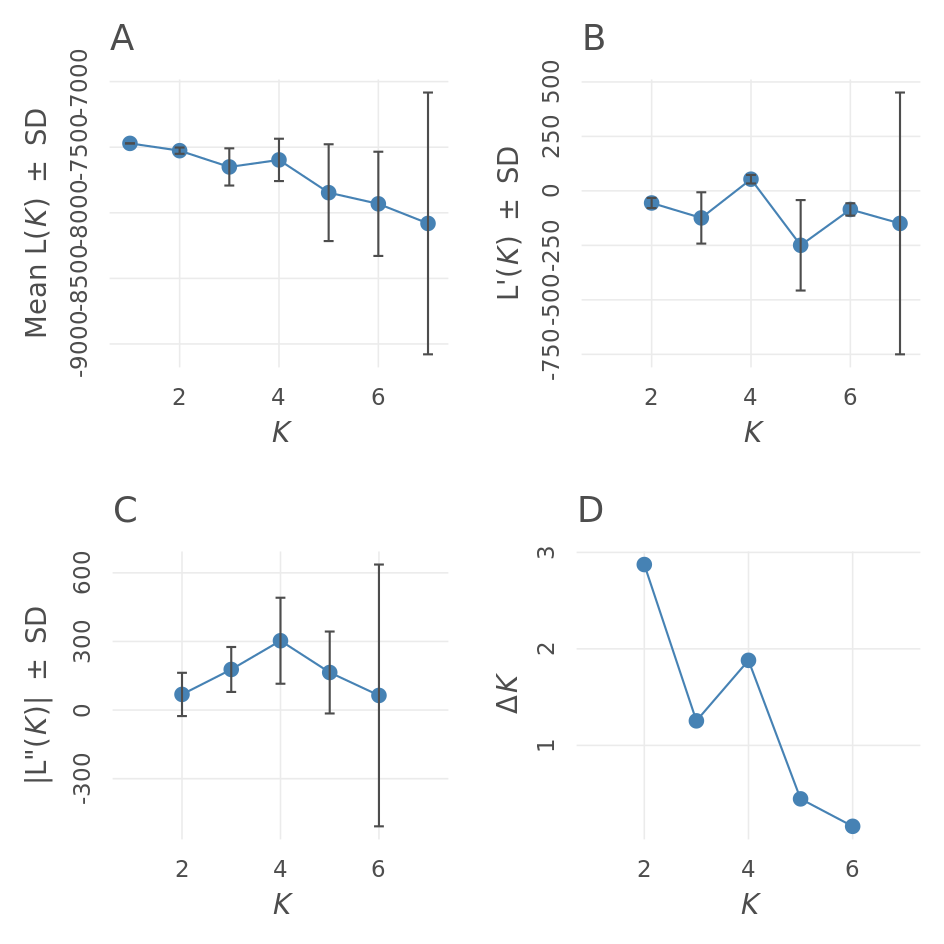 A
Mean L(K) ± SD
-7000
-7500
-8000
-8500
-9000
2 4 6
K
B
L'(K) ± SD
500
250
0
-250
-500
-750
2 4 6
K
C
|L"(K)| ± SD
600
300
0
-300
2 4 6
K
D
ΔK
3
2
1
2 4 6
K